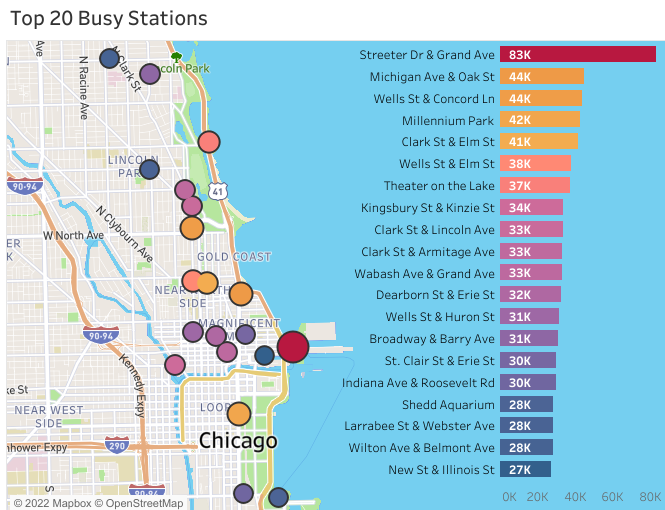 Top 20 Busy Stations
Streeter Dr & Grand Ave 83K
Michigan Ave & Oak St 44K
Wells St & Concord Ln 44K
Millennium Park 42K
Clark St & Elm St 41K
Wells St & Elm St 38K
Theater on the Lake 37K
Kingsbury St & Kinzie St 34K
Clark St & Lincoln Ave 33K
Clark St & Armitage Ave 33K
Wabash Ave & Grand Ave 33K
Dearborn St & Erie St 32K
Wells St & Huron St 31K
Broadway & Barry Ave 31K
St. Clair St & Erie St 30K
Indiana Ave & Roosevelt Rd 30K
Shedd Aquarium 28K
Larrabee St & Webster Ave 28K
Wilton Ave & Belmont Ave 28K
New St & Illinois St 27K
0K 20K 40K 60K 80K
Ave
N Racine Ave
N Clark St
coln Park
LINCOLN
PARK
90-94
41
N Clybourn Ave
W North Ave
ER
K
GOLD COAST
NEAR NORTH
SIDE
MAGNIFICENT
M
90-94
Kennedy Expy
ke St
NEAR WEST
SIDE
LOOP
Chicago
nhower Expy
290
S
90-94
© 2022 Mapbox © OpenStreetMap